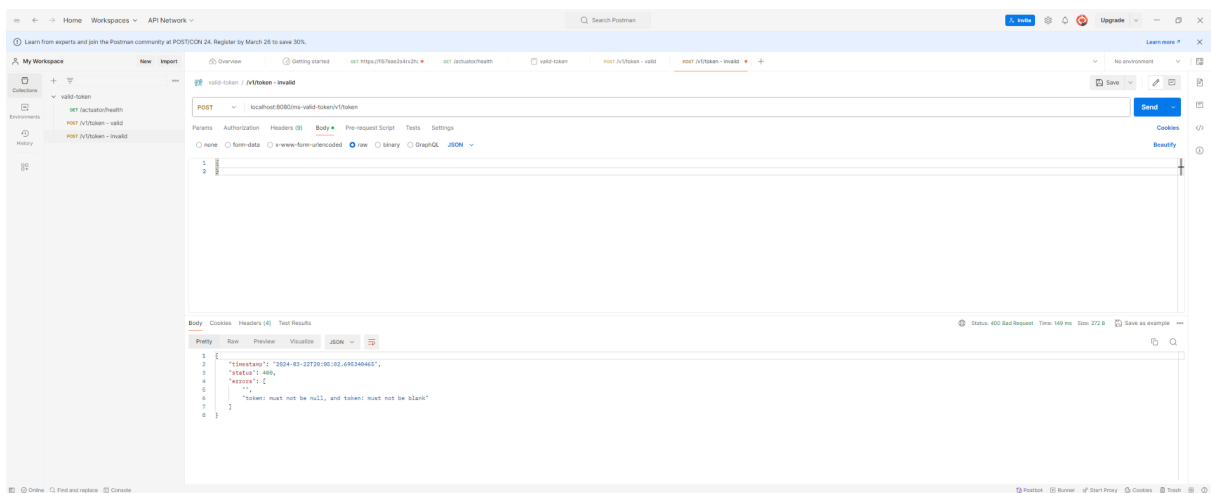 Home Workspaces API Network Search Postman Invite Upgrade
Learn from experts and join the Postman community at POST/CON 24. Register by March 26 to save 30%. Learn more
My Workspace New Import Overview Getting started GET /actuator/health valid-token POST /v1/token - valid POST /v1/token - invalid No environment
Collections
Environments
History
valid-token
GET /actuator/health
POST /v1/token - valid
POST /v1/token - invalid
valid-token / /v1/token - invalid Save
POST localhost:8080/ms-valid-token/v1/token Send
Params Authorization Headers (9) Body Pre-request Script Tests Settings Cookies
none form-data x-www-form-urlencoded raw binary GraphQL JSON Beautify
1 {
2 }
Body Cookies Headers (4) Test Results Status: 400 Bad Request Time: 149 ms Size: 272 B Save as example
Pretty Raw Preview Visualize JSON
1 {
2 "timestamp": "2024-03-22T20:05:02.695340465",
3 "status": 400,
4 "errors": [
5 "",
6 "token: must not be null, and token: must not be blank"
7 ]
8 }
Online Find and replace Console Postbot Runner Start Proxy Cookies Trash